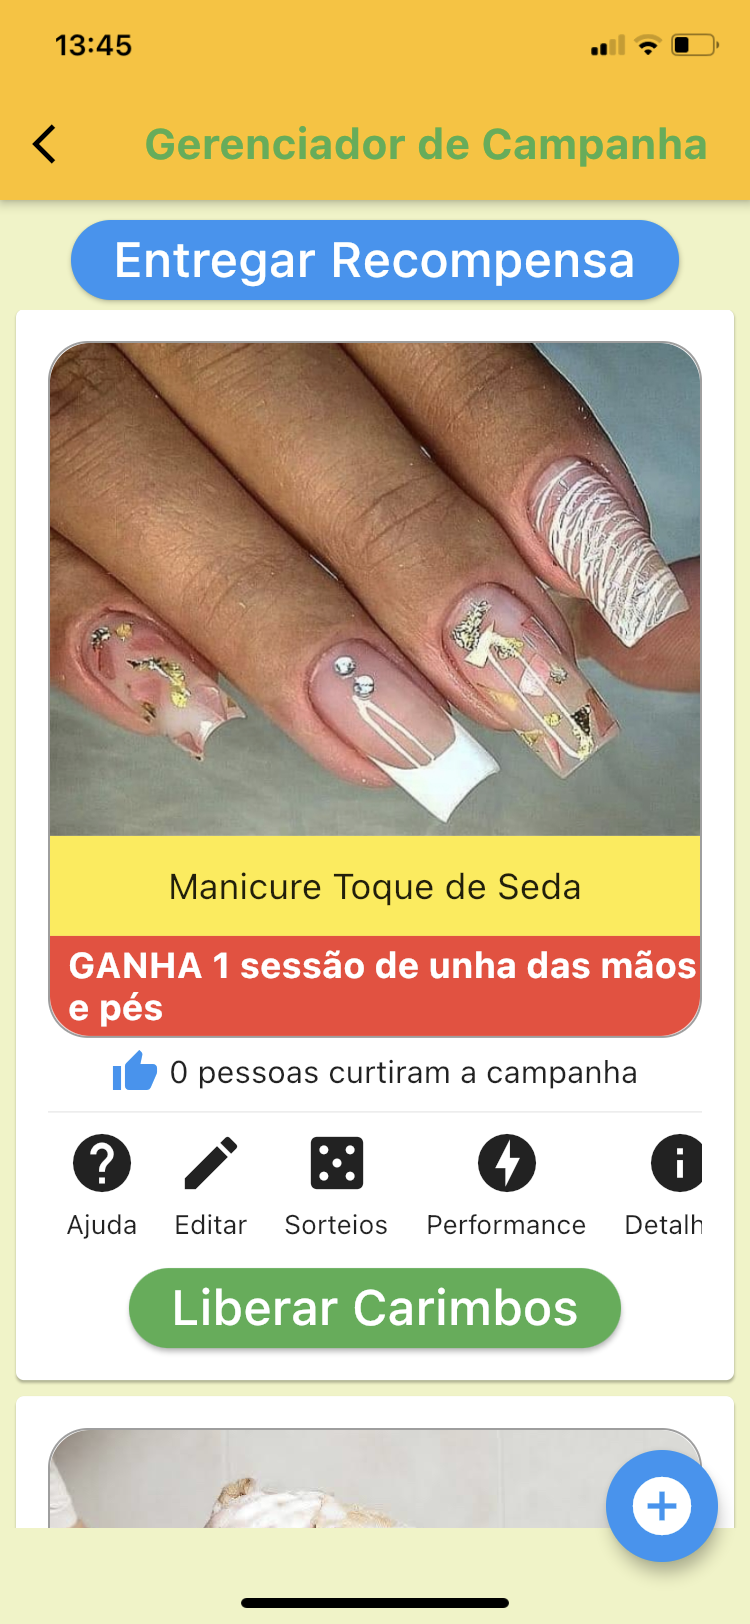 13:45
Gerenciador de Campanha
Entregar Recompensa
Manicure Toque de Seda
GANHA 1 sessão de unha das mãos
e pés
0 pessoas curtiram a campanha
Ajuda Editar Sorteios Performance Detalh
Liberar Carimbos